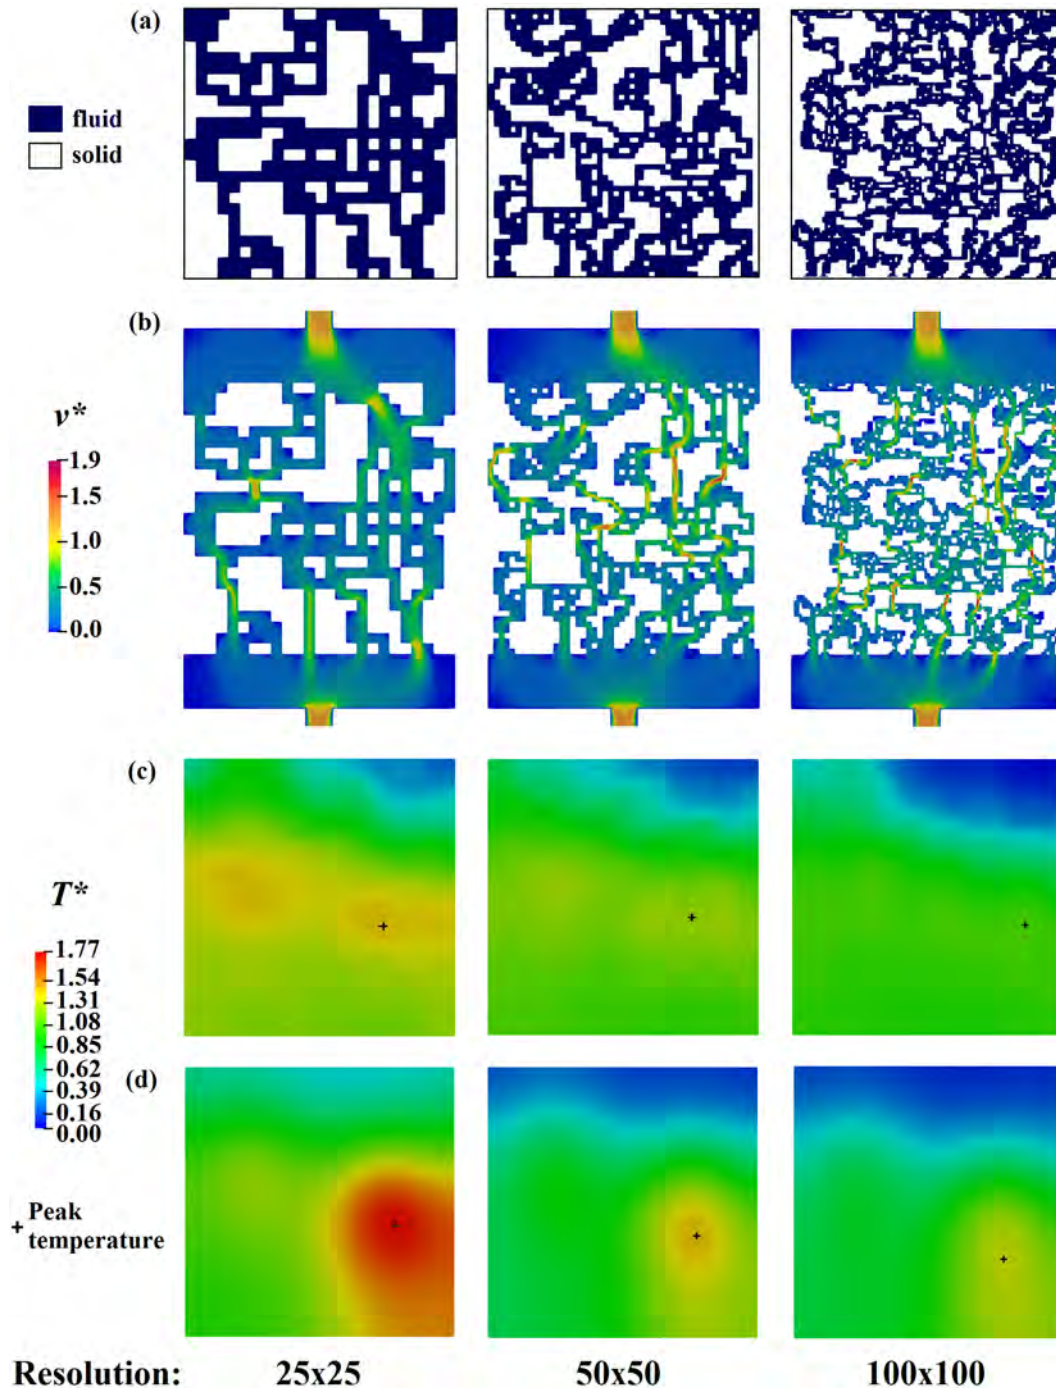 (a)
fluid
solid
(b)
v*
1.9
1.5
1.0
0.5
0.0
(c)
T*
1.77
1.54
1.31
1.08
0.85
0.62
0.39
0.16
0.00
(d)
+ Peak
temperature
Resolution: 25x25 50x50 100x100